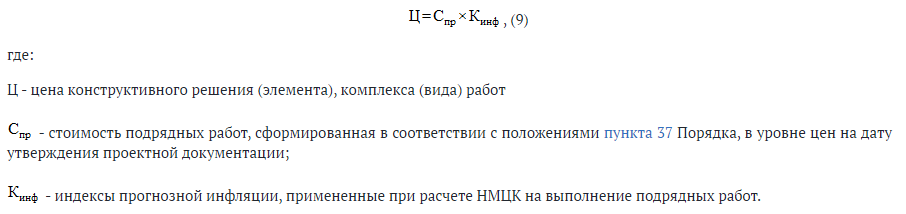 Ц=Спр×Кинф, (9)
где:
Ц - цена конструктивного решения (элемента), комплекса (вида) работ
Спр - стоимость подрядных работ, сформированная в соответствии с положениями пункта 37 Порядка, в уровне цен на дату
утверждения проектной документации;
Кинф - индексы прогнозной инфляции, примененные при расчете НМЦК на выполнение подрядных работ.